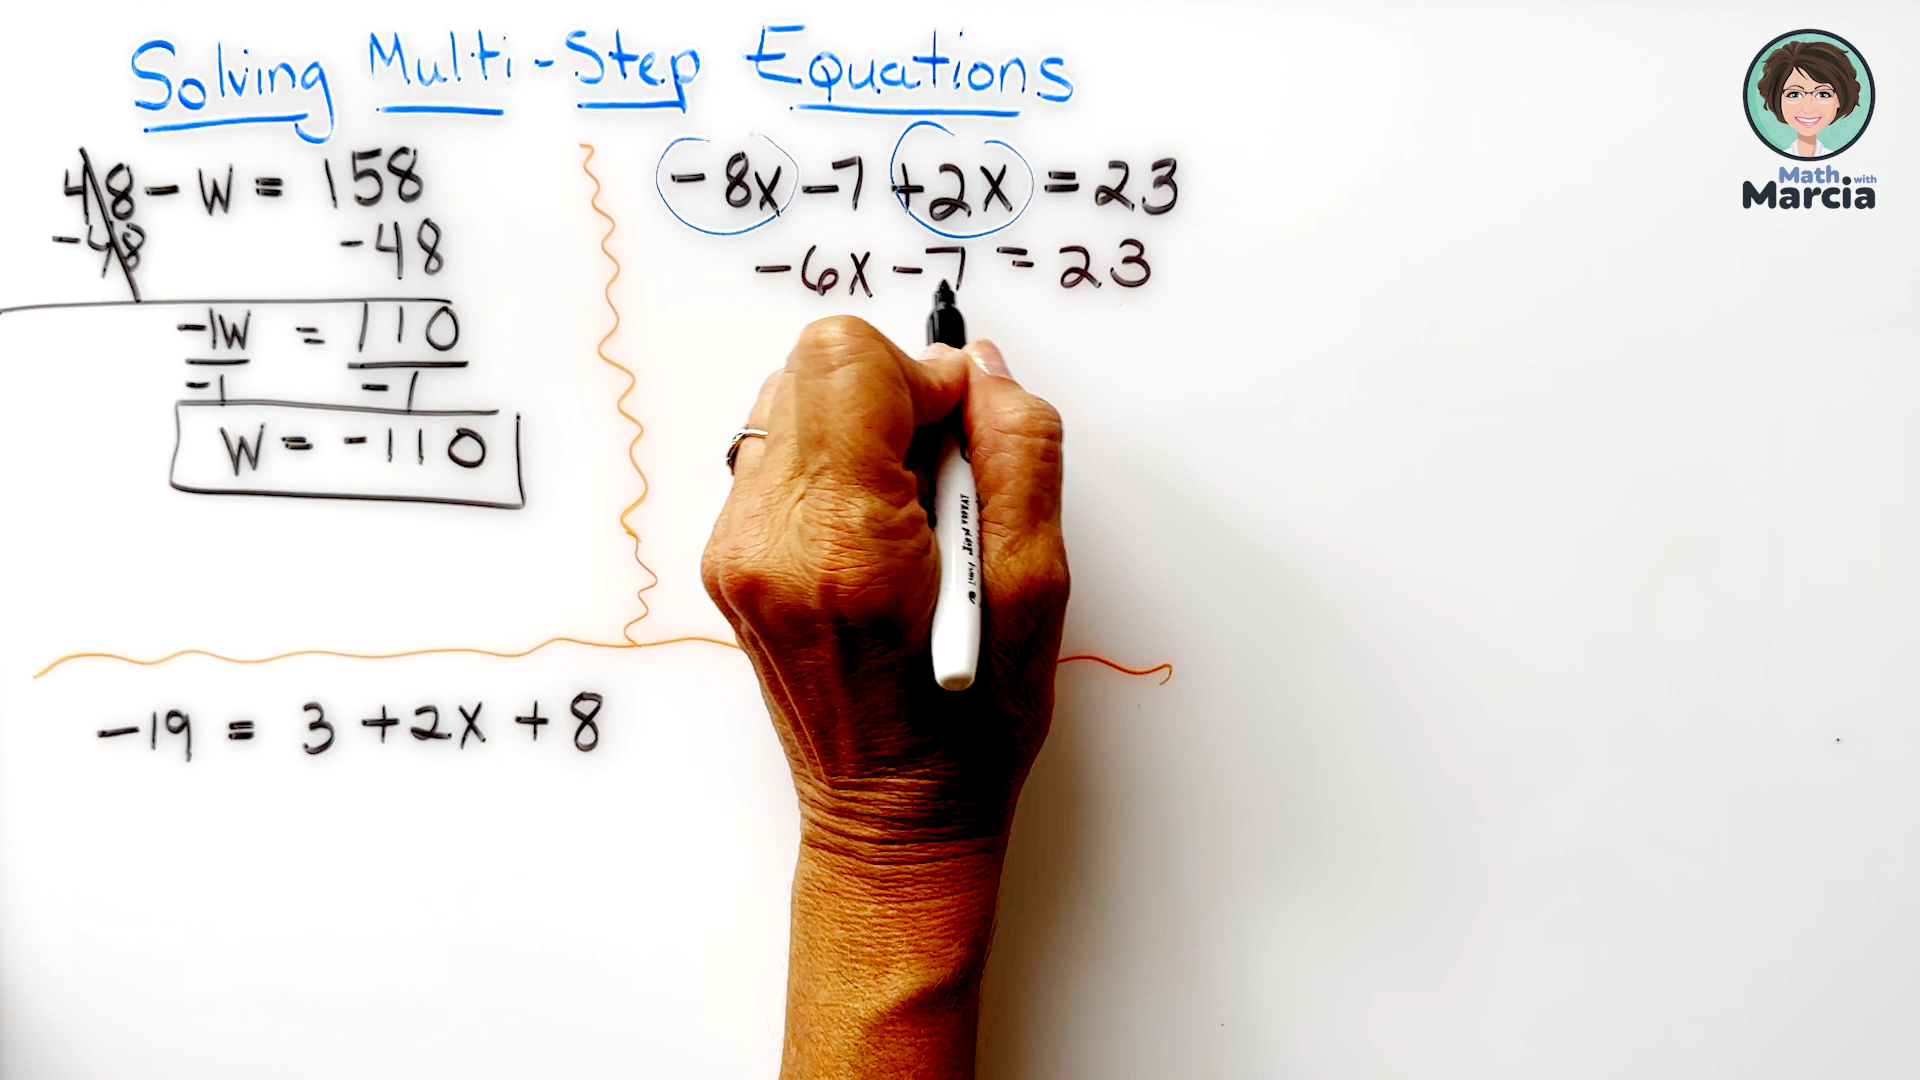 Solving Multi-Step Equations
48 - W = 158
-48 -48
-1W = 110
-1 -1
W = -110
-8x - 7 + 2x = 23
-6x - 7 = 23
-19 = 3 + 2x + 8
Math with
Marcia